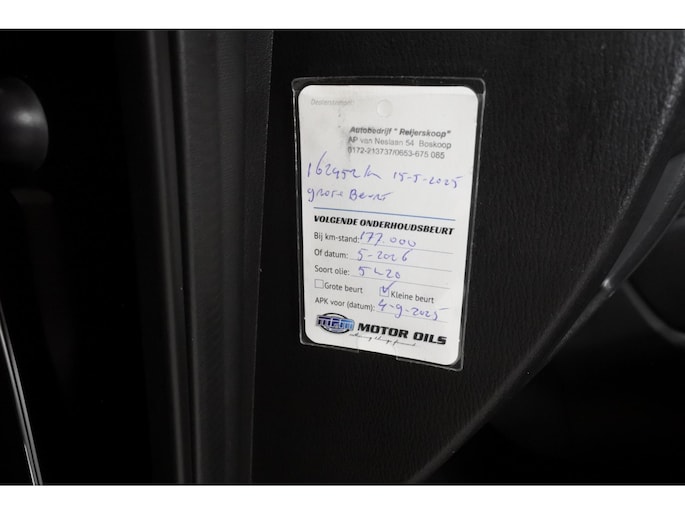 Dealerstempel:
Autobedrijf "Reijerskoop"
AP van Neslaan 54 Boskoop
0172-213737/0653-675 085
162952 km 15-5-2025
grote Beurt
VOLGENDE ONDERHOUDSBEURT
Bij km-stand: 177.000
Of datum: 5-2026
Soort olie: 5w20
Grote beurt Kleine beurt
APK voor (datum): 4-9-2025
MPM MOTOR OILS